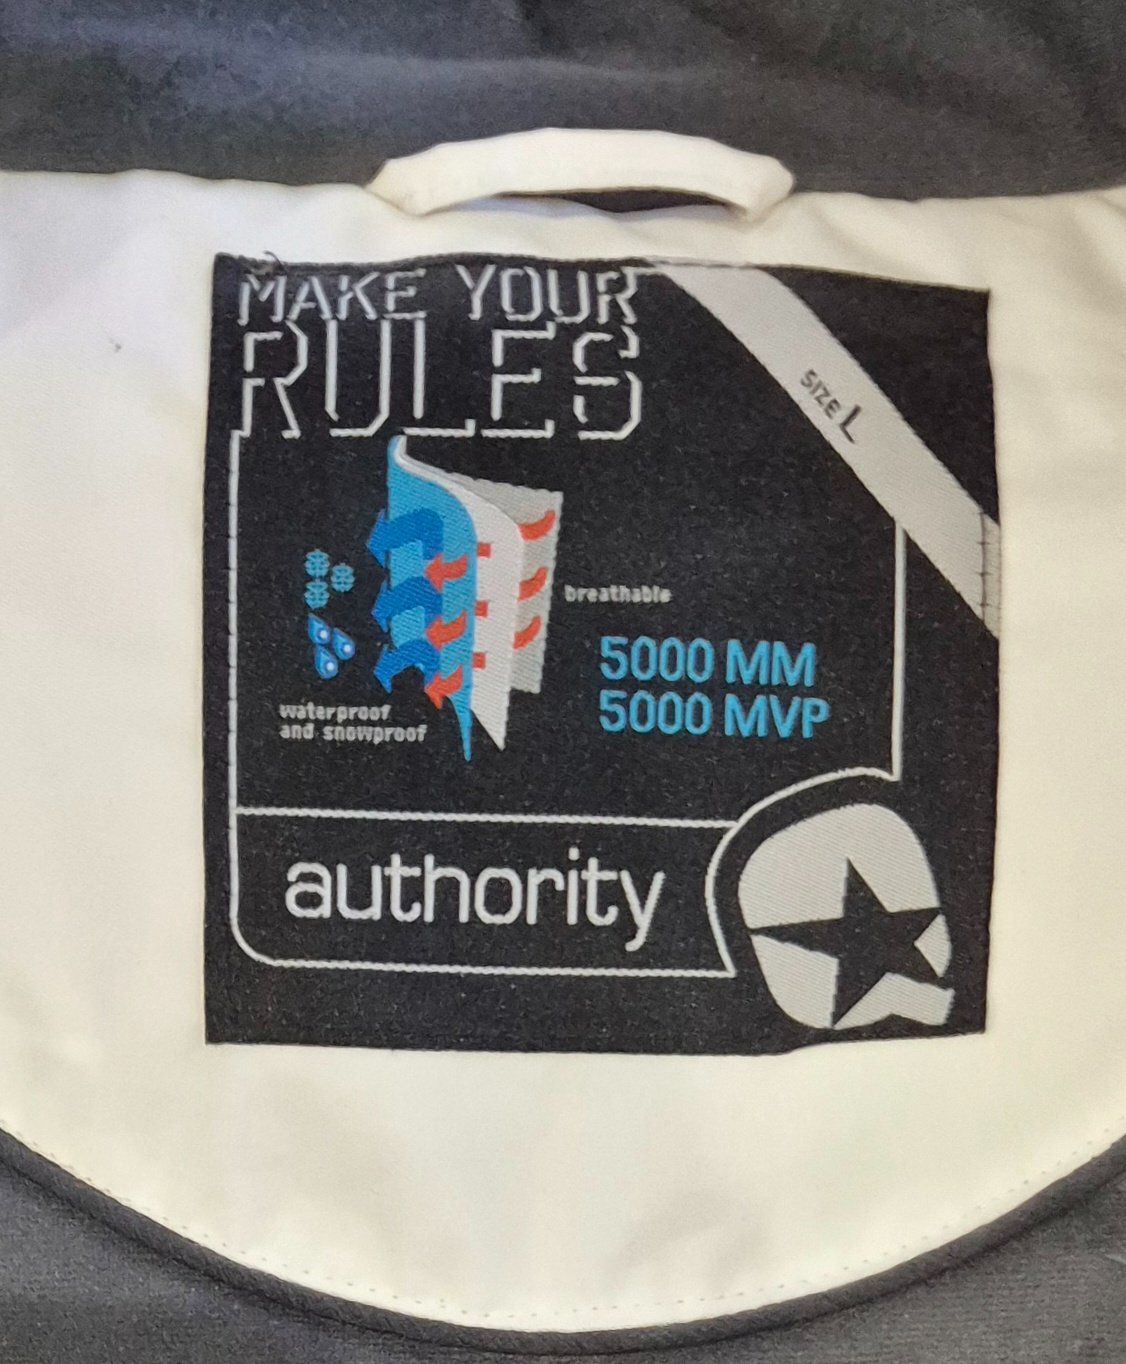 MAKE YOUR
RULES
SIZE L
breathable
5000 MM
5000 MVP
waterproof
and snowproof
authority